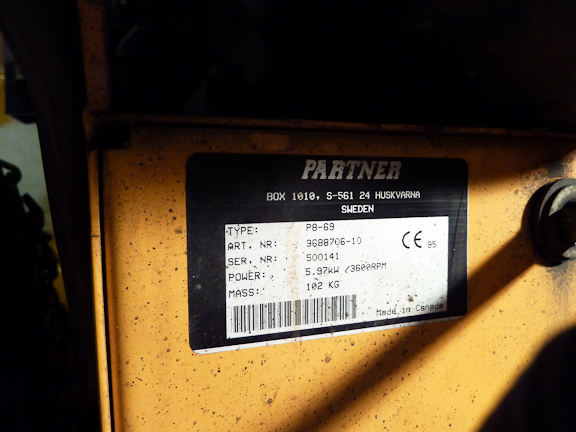 PARTNER
BOX 1010, S-561 24 HUSKVARNA
SWEDEN
TYPE: P8-69
ART. NR: 9688706-10
SER. NR: 500141
POWER: 5.97kW /3600RPM
MASS: 102 KG
CE 95
Made in Canada